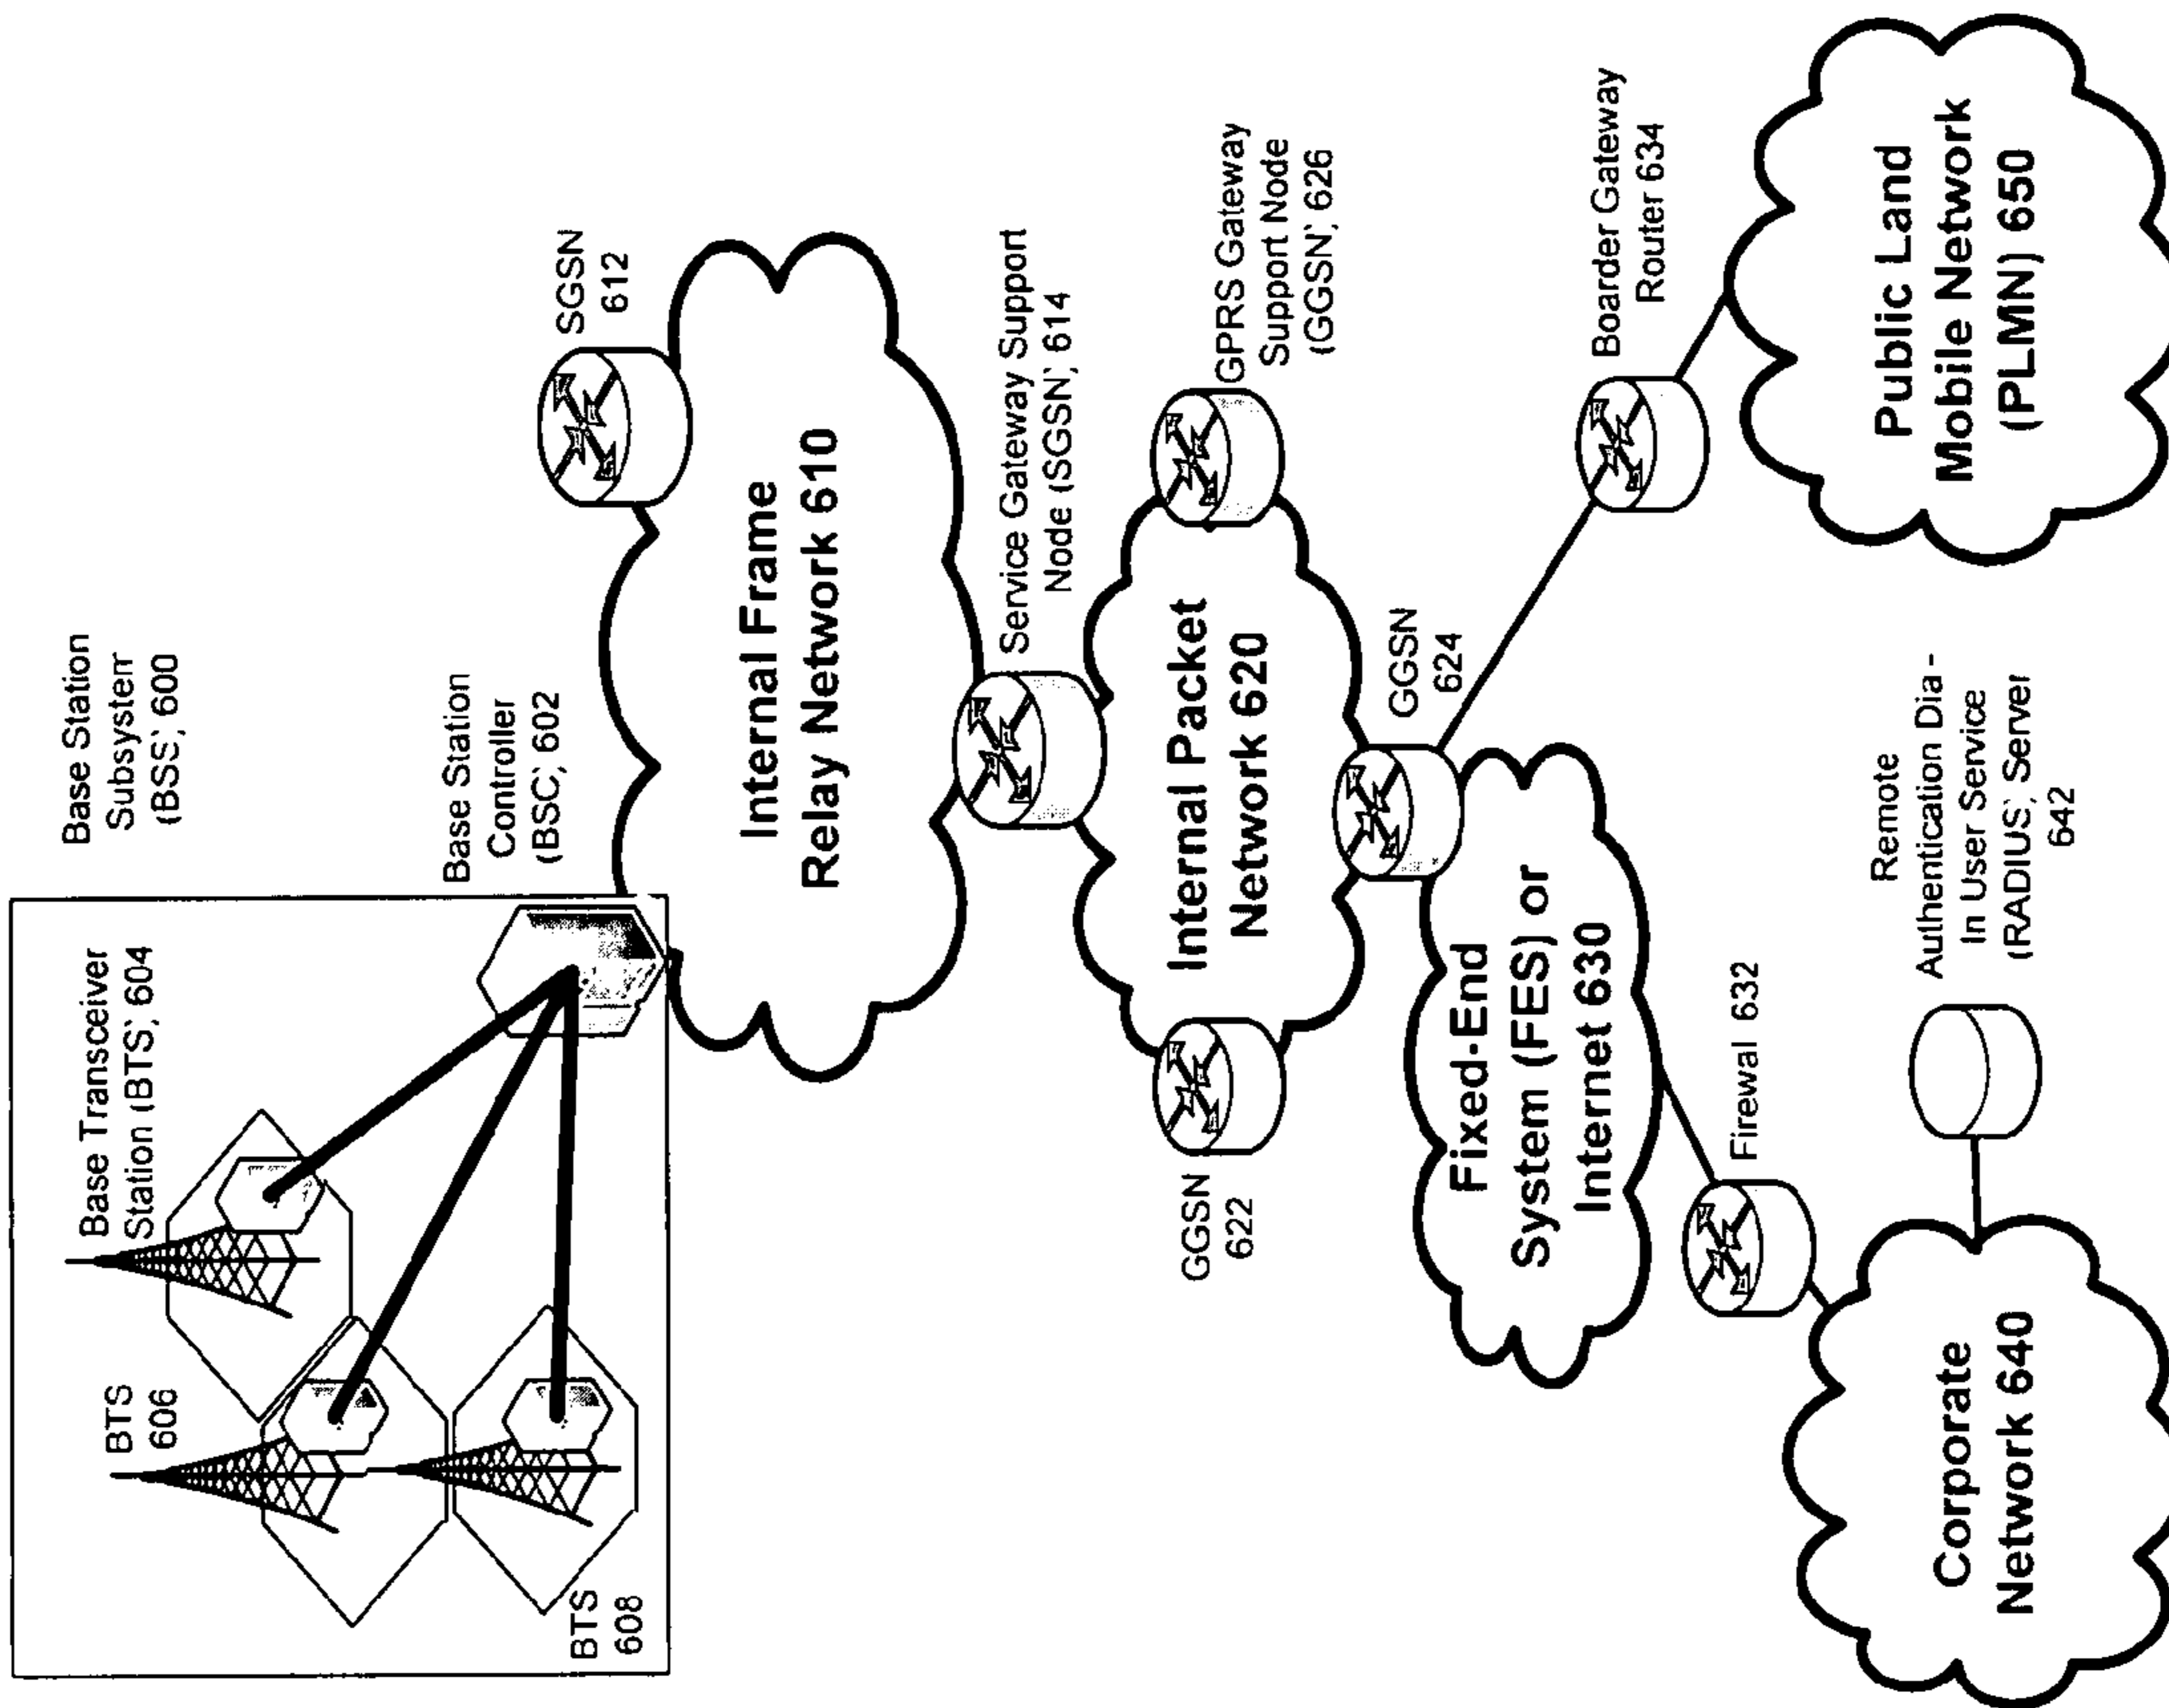 Base Station
Subsystem
(BSS) 600
Base Transceiver
Station (BTS) 604
BTS
606
BTS
608
Base Station
Controller
(BSC) 602
SGSN
612
Internal Frame
Relay Network 610
Service Gateway Support
Node (SGSN) 614
Internal Packet
Network 620
GPRS Gateway
Support Node
(GGSN) 626
GGSN
622
GGSN
624
Fixed-End
System (FES) or
Internet 630
Boarder Gateway
Router 634
Firewal 632
Remote
Authentication Dia -
In User Service
(RADIUS) Server
642
Corporate
Network 640
Public Land
Mobile Network
(PLMN) 650